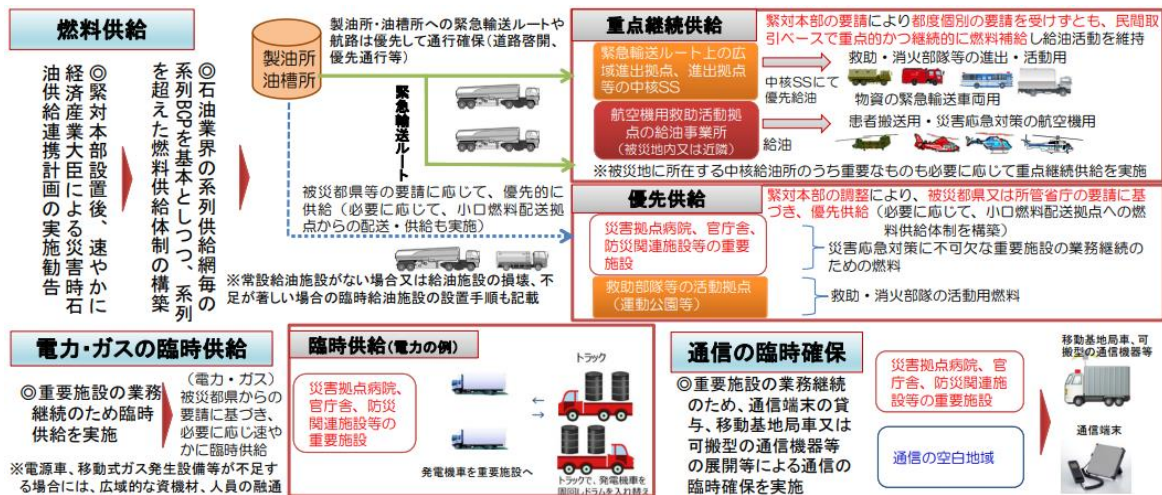 燃料供給
◎緊対本部設置後、速やかに
経済産業大臣による災害時石
油供給連携計画の実施勧告
◎石油業界の系列供給網毎の
系列BCPを基本としつつ、系列
を超えた燃料供給体制の構築
製油所
油槽所
製油所・油槽所への緊急輸送ルートや
航路は優先して通行確保（道路啓開、
優先通行等）
緊急輸送ルート
被災都県等の要請に応じて、優先的に
供給（必要に応じて、小口燃料配送拠
点からの配送・供給も実施）
※常設給油施設がない場合又は給油施設の損壊、不
足が著しい場合の臨時給油施設の設置手順も記載
重点継続供給
緊対本部の要請により都度個別の要請を受けずとも、民間取
引ベースで重点的かつ継続的に燃料補給し給油活動を維持
緊急輸送ルート上の広
域進出拠点、進出拠点
等の中核SS
中核SSにて
優先給油
救助・消火部隊等の進出・活動用
物資の緊急輸送車両用
航空機用救助活動拠
点の給油事業所
（被災地内又は近隣）
給油
患者搬送用・災害応急対策の航空機用
※被災地に所在する中核給油所のうち重要なものも必要に応じて重点継続供給を実施
優先供給
緊対本部の調整により、被災都県又は所管省庁の要請に基
づき、優先供給（必要に応じて、小口燃料配送拠点への燃
料供給体制を構築）
災害拠点病院、官庁舎、
防災関連施設等の重要
施設
災害応急対策に不可欠な重要施設の業務継続
のための燃料
救助部隊等の活動拠点
（運動公園等）
救助・消火部隊の活動用燃料
電力・ガスの臨時供給
◎重要施設の業務
継続のため臨時
供給を実施
（電力・ガス）
被災都県からの
要請に基づき、
必要に応じ速や
かに臨時供給
※電源車、移動式ガス発生設備等が不足す
る場合には、広域的な資機材、人員の融通
臨時供給（電力の例）
災害拠点病院、
官庁舎、防災
関連施設等の
重要施設
トラック
発電機車を重要施設へ
トラックで、発電機車を
周回しドラムを入れ替え
通信の臨時確保
◎重要施設の業務継続
のため、通信端末の貸
与、移動基地局車又は
可搬型の通信機器等
の展開等による通信の
臨時確保を実施
災害拠点病院、官
庁舎、防災関連施
設等の重要施設
通信の空白地域
移動基地局車、可
搬型の通信機器等
通信端末